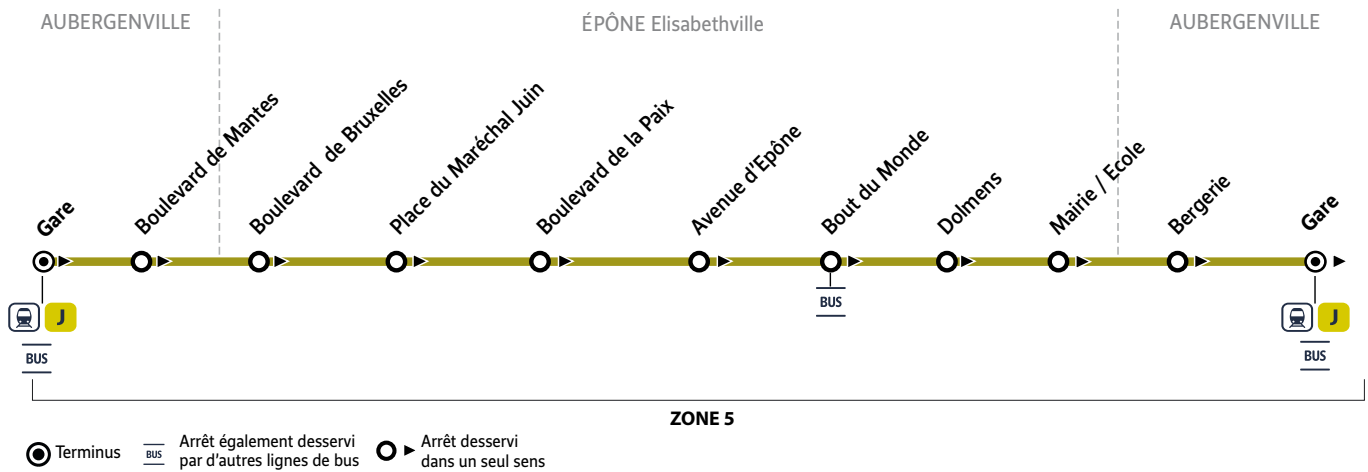 AUBERGENVILLE
ÉPÔNE Elisabethville
AUBERGENVILLE
Gare
Boulevard de Mantes
Boulevard de Bruxelles
Place du Maréchal Juin
Boulevard de la Paix
Avenue d'Epône
Bout du Monde
Dolmens
Mairie / Ecole
Bergerie
Gare
J
BUS
BUS
J
BUS
ZONE 5
Terminus
BUS
Arrêt également desservi
par d'autres lignes de bus
Arrêt desservi
dans un seul sens